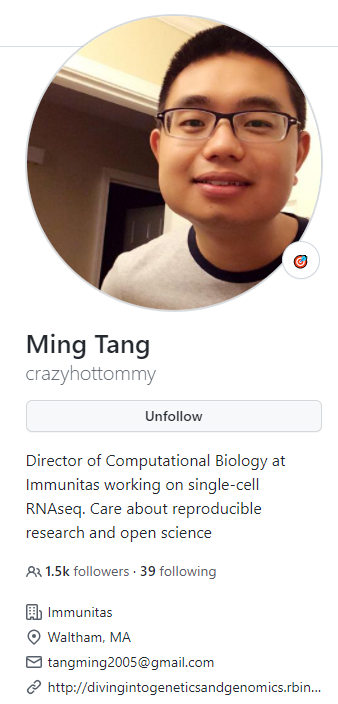 Ming Tang
crazyhottommy
Unfollow
Director of Computational Biology at
Immunitas working on single-cell
RNAseq. Care about reproducible
research and open science
1.5k followers · 39 following
Immunitas
Waltham, MA
tangming2005@gmail.com
http://divingintogeneticsandgenomics.rbin...